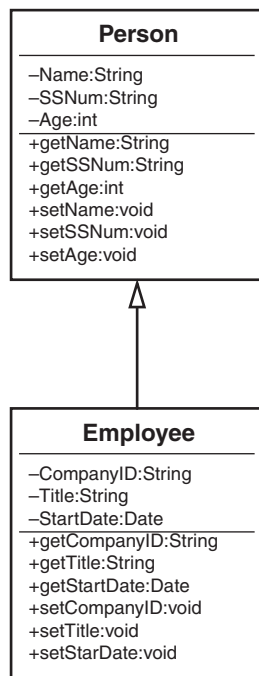 Person
–Name:String
–SSNum:String
–Age:int
+getName:String
+getSSNum:String
+getAge:int
+setName:void
+setSSNum:void
+setAge:void
Employee
–CompanyID:String
–Title:String
–StartDate:Date
+getCompanyID:String
+getTitle:String
+getStartDate:Date
+setCompanyID:void
+setTitle:void
+setStarDate:void